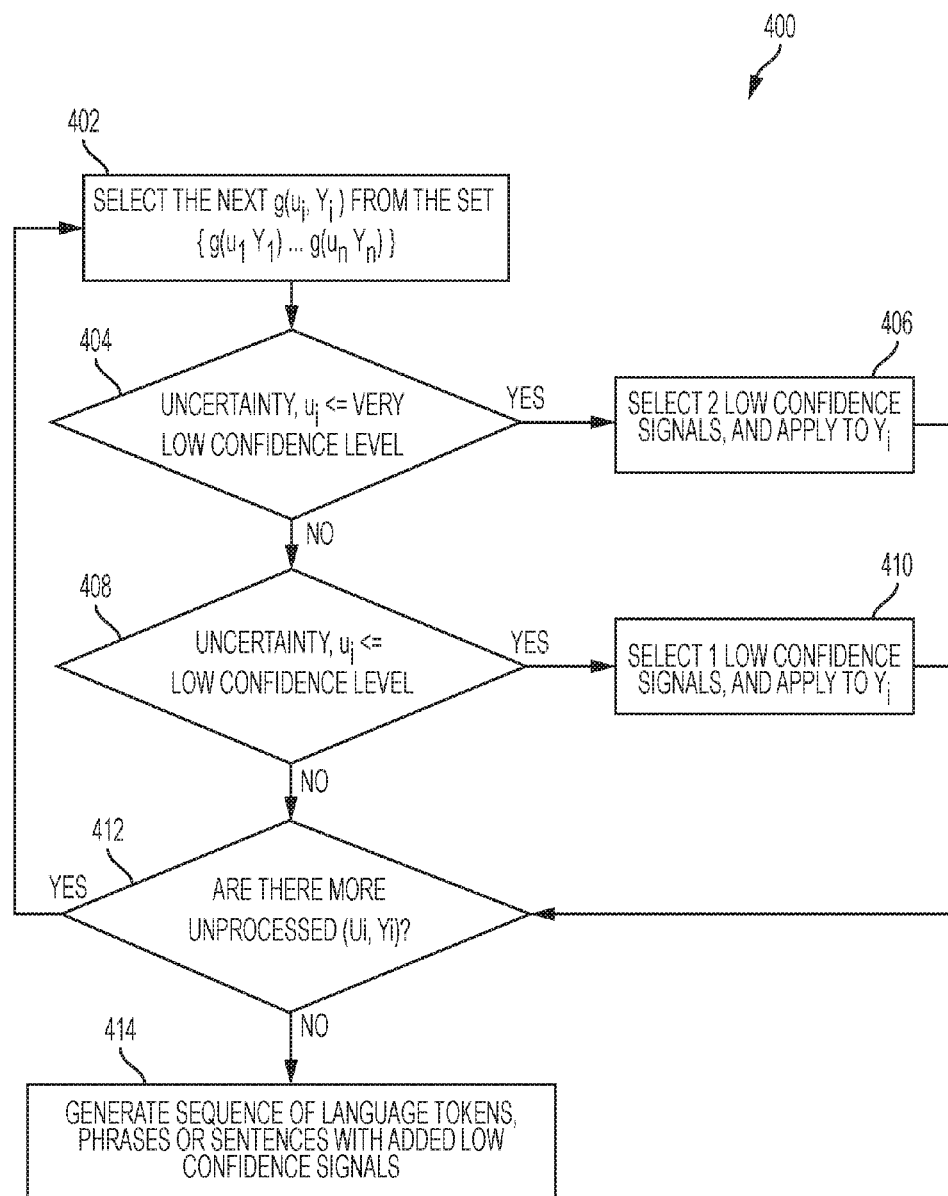 400
402
SELECT THE NEXT g(ui, Yi) FROM THE SET
{ g(u1 Y1) ... g(un Yn) }
404
UNCERTAINTY, ui <= VERY
LOW CONFIDENCE LEVEL
YES
406
SELECT 2 LOW CONFIDENCE
SIGNALS, AND APPLY TO Yi
NO
408
UNCERTAINTY, ui <=
LOW CONFIDENCE LEVEL
YES
410
SELECT 1 LOW CONFIDENCE
SIGNALS, AND APPLY TO Yi
NO
412
YES
ARE THERE MORE
UNPROCESSED (Ui, Yi)?
NO
414
GENERATE SEQUENCE OF LANGUAGE TOKENS,
PHRASES OR SENTENCES WITH ADDED LOW
CONFIDENCE SIGNALS